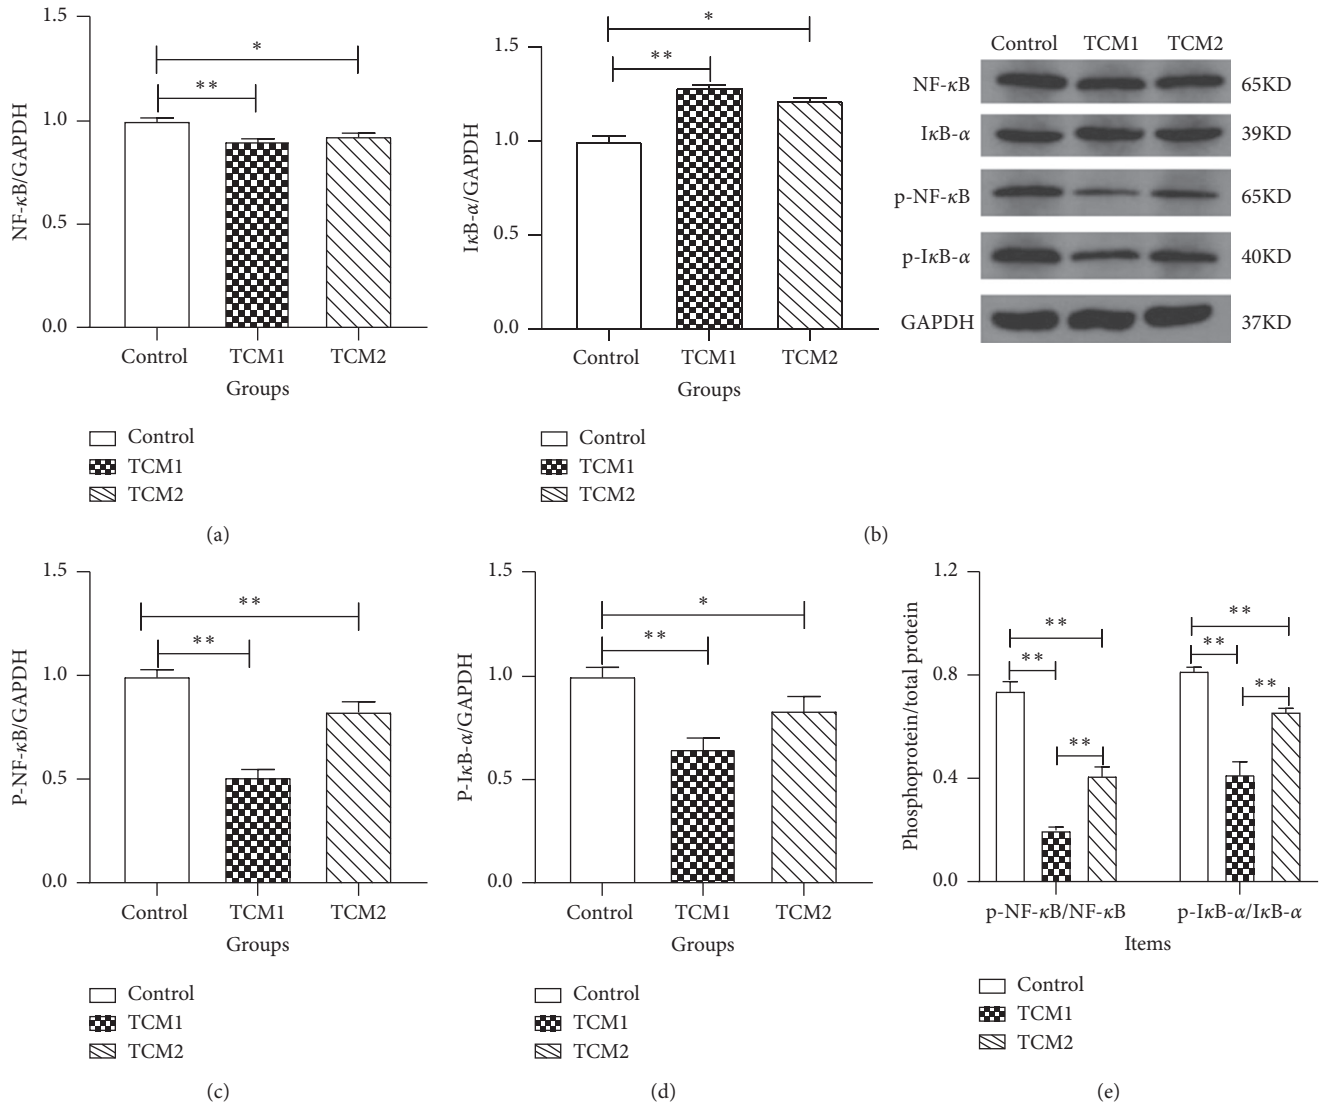 1.5
1.0
0.5
0.0
NF-κB/GAPDH
*
**
Control TCM1 TCM2
Groups
Control
TCM1
TCM2
(a)
1.5
1.0
0.5
0.0
IκB-α/GAPDH
*
**
Control TCM1 TCM2
Groups
Control
TCM1
TCM2
Control TCM1 TCM2
NF-κB 65KD
IκB-α 39KD
p-NF-κB 65KD
p-IκB-α 40KD
GAPDH 37KD
(b)
1.5
1.0
0.5
0.0
P-NF-κB/GAPDH
**
**
Control TCM1 TCM2
Groups
Control
TCM1
TCM2
(c)
1.5
1.0
0.5
0.0
P-IκB-α/GAPDH
*
**
Control TCM1 TCM2
Groups
Control
TCM1
TCM2
(d)
1.2
0.8
0.4
0.0
Phosphoprotein/total protein
**
**
**
**
**
**
p-NF-κB/NF-κB p-IκB-α/IκB-α
Items
Control
TCM1
TCM2
(e)